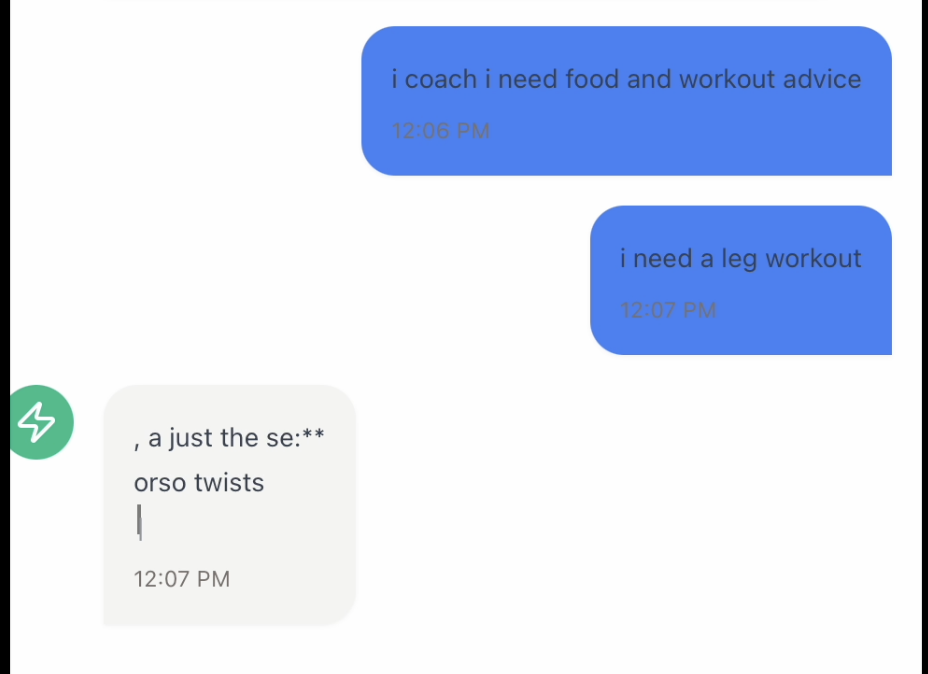 i coach i need food and workout advice
12:06 PM
i need a leg workout
12:07 PM
, a just the se:**
orso twists
12:07 PM